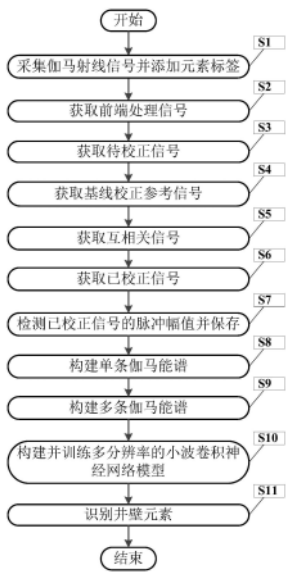 开始
S1
采集伽马射线信号并添加元素标签
S2
获取前端处理信号
S3
获取待校正信号
S4
获取基线校正参考信号
S5
获取互相关信号
S6
获取已校正信号
S7
检测已校正信号的脉冲幅值并保存
S8
构建单条伽马能谱
S9
构建多条伽马能谱
S10
构建并训练多分辨率的小波卷积神
经网络模型
S11
识别井壁元素
结束